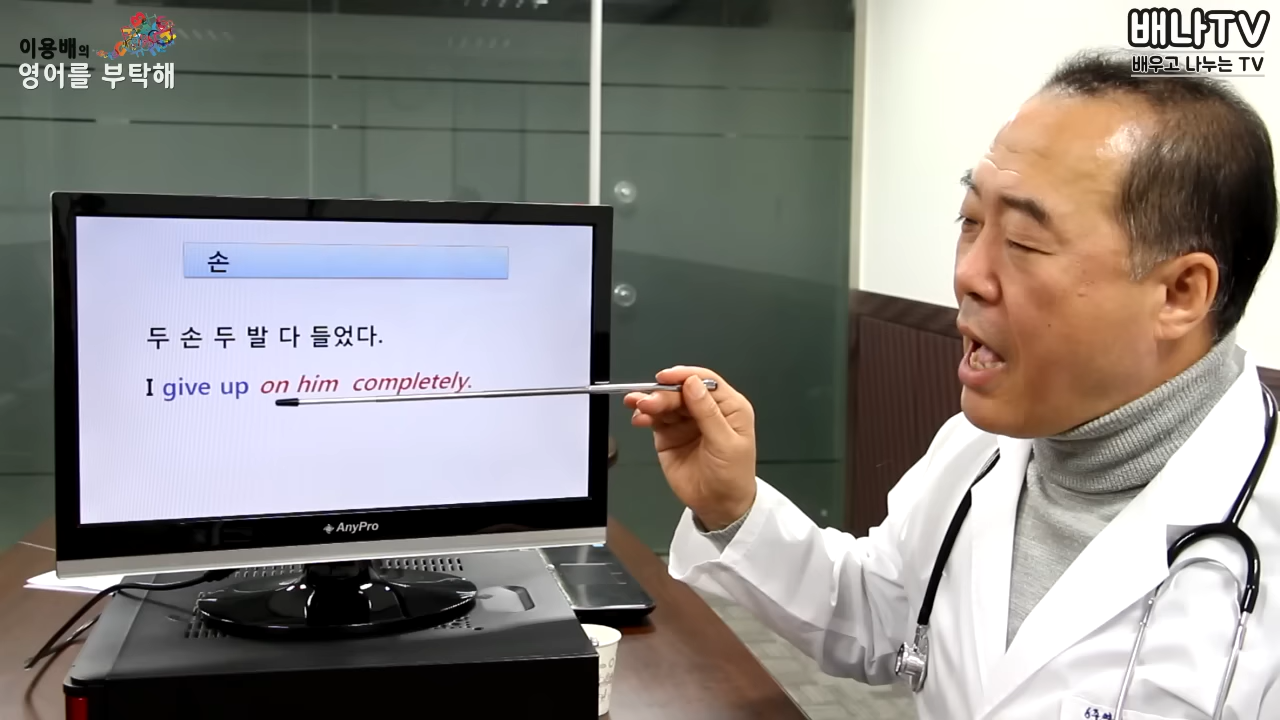 이용배의
영어를 부탁해
배나TV
배우고 나누는 TV
손
두 손 두 발 다 들었다.
I give up on him completely.
AnyPro